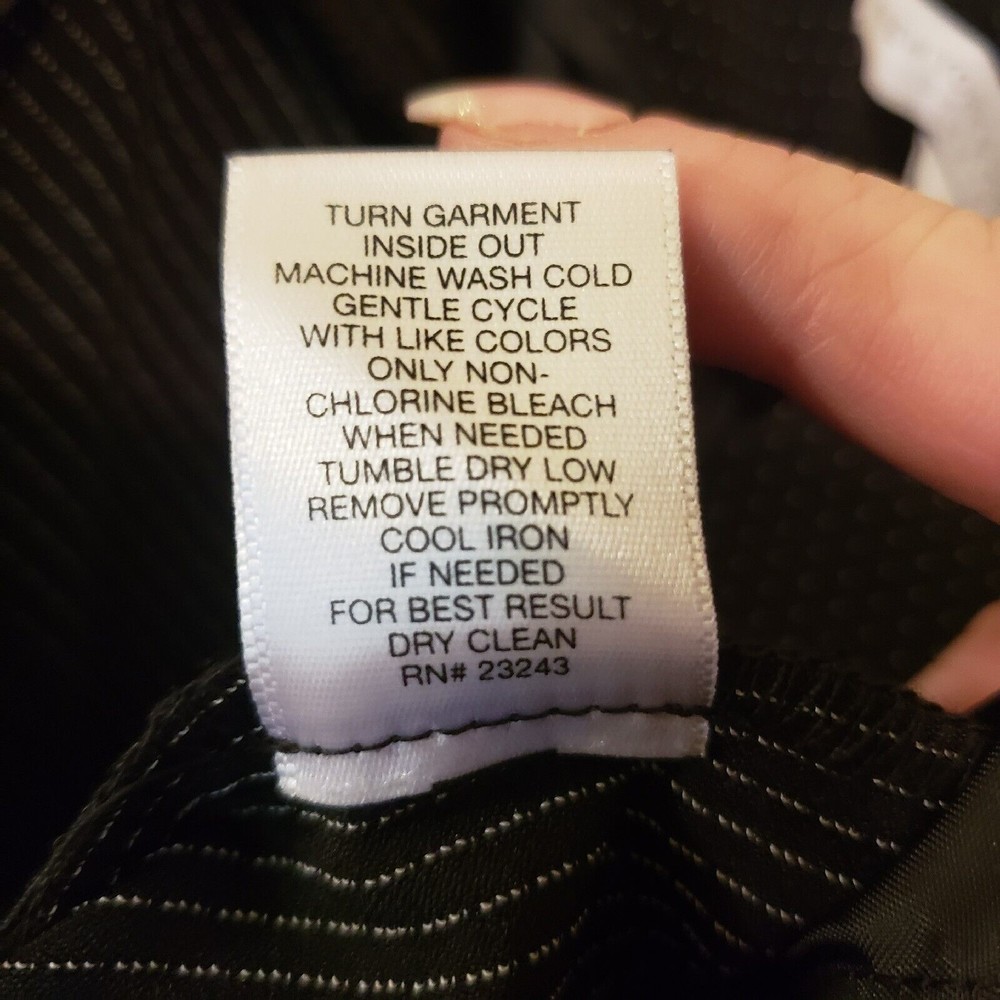 TURN GARMENT
INSIDE OUT
MACHINE WASH COLD
GENTLE CYCLE
WITH LIKE COLORS
ONLY NON-
CHLORINE BLEACH
WHEN NEEDED
TUMBLE DRY LOW
REMOVE PROMPTLY
COOL IRON
IF NEEDED
FOR BEST RESULT
DRY CLEAN
RN# 23243